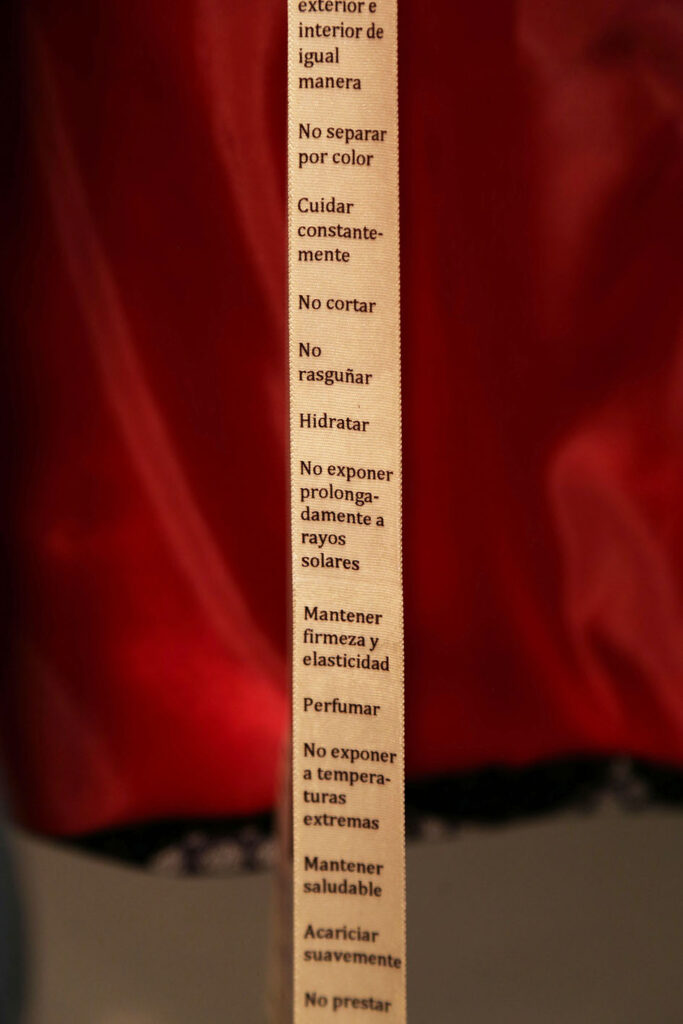 exterior e
interior de
igual
manera
No separar
por color
Cuidar
constante-
mente
No cortar
No
rasguñar
Hidratar
No exponer
prolonga-
damente a
rayos
solares
Mantener
firmeza y
elasticidad
Perfumar
No exponer
a tempera-
turas
extremas
Mantener
saludable
Acariciar
suavemente
No prestar